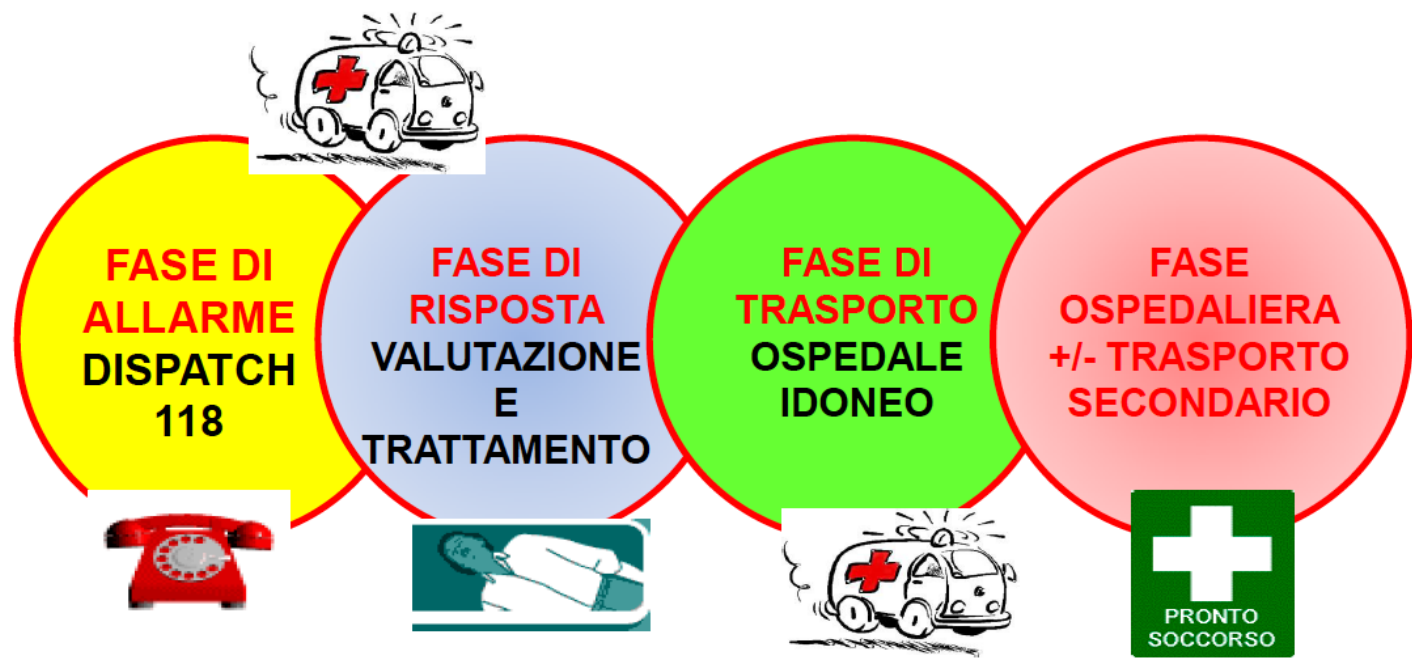 FASE DI
ALLARME
DISPATCH
118
FASE DI
RISPOSTA
VALUTAZIONE
E
TRATTAMENTO
FASE DI
TRASPORTO
OSPEDALE
IDONEO
FASE
OSPEDALIERA
+/- TRASPORTO
SECONDARIO
PRONTO
SOCCORSO